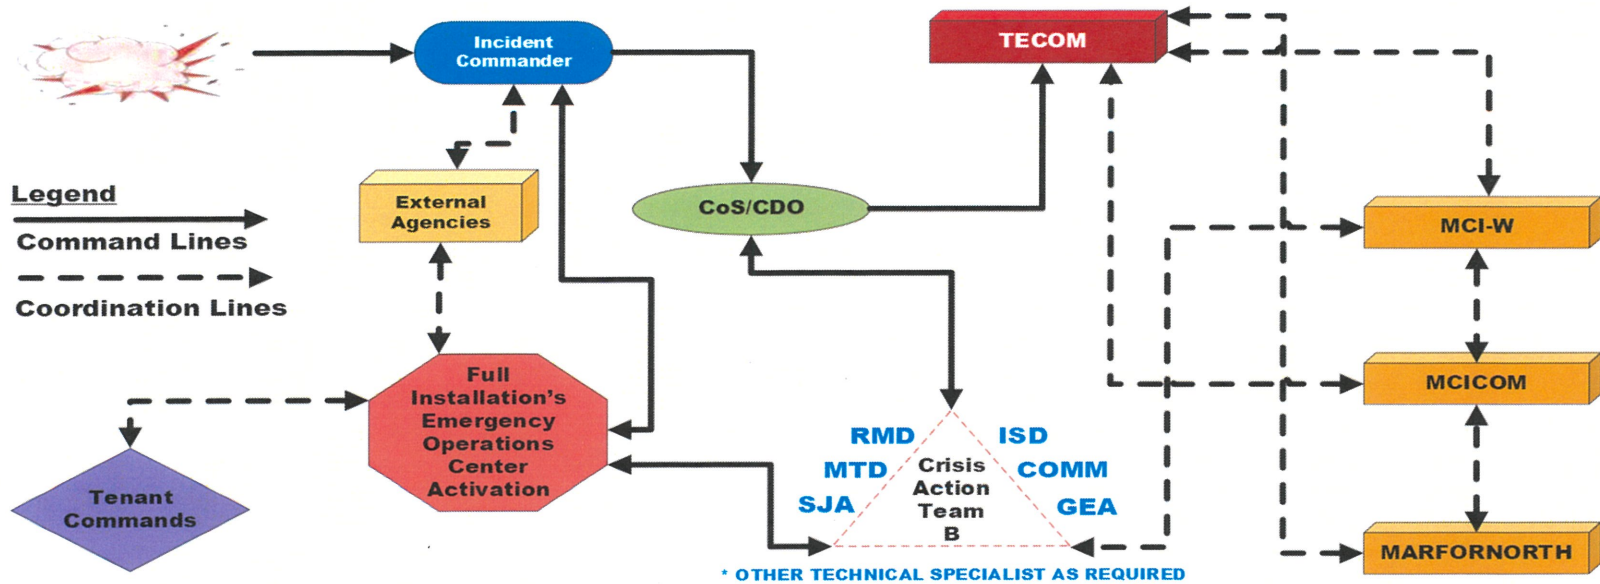 Incident
Commander
TECOM
Legend
Command Lines
Coordination Lines
External
Agencies
CoS/CDO
MCI-W
MCICOM
MARFORNORTH
Full
Installation's
Emergency
Operations
Center
Activation
Tenant
Commands
RMD
MTD
SJA
Crisis
Action
Team
B
ISD
COMM
GEA
* OTHER TECHNICAL SPECIALIST AS REQUIRED